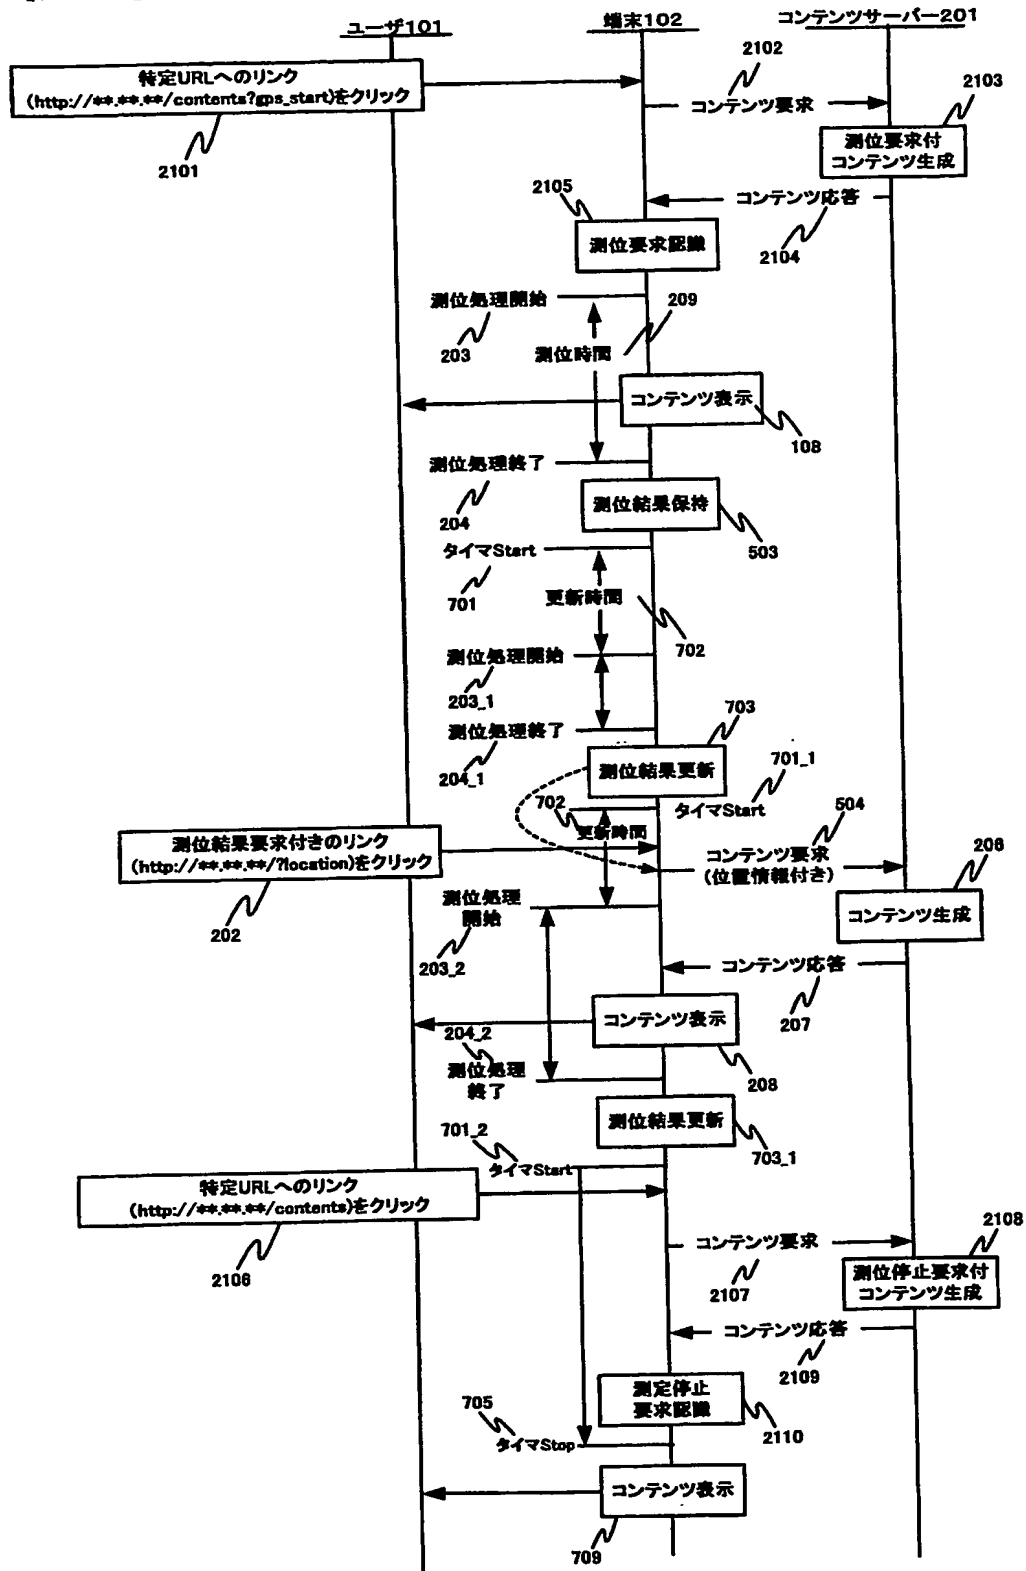 ユーザ101
端末102
コンテンツサーバー201
特定URLへのリンク
(http://**.**.**/contents?gps_start)をクリック
2101
2102
コンテンツ要求
2103
測位要求付
コンテンツ生成
コンテンツ応答
2104
2105
測位要求認識
測位処理開始
203
209
測位時間
コンテンツ表示
108
測位処理終了
204
測位結果保持
503
タイマStart
701
更新時間
702
測位処理開始
203_1
測位処理終了
204_1
703
測位結果更新
701_1
タイマStart
702
更新時間
504
測位結果要求付きのリンク
(http://**.**.**/?location)をクリック
202
コンテンツ要求
(位置情報付き)
206
コンテンツ生成
測位処理
開始
203_2
コンテンツ応答
207
コンテンツ表示
208
204_2
測位処理
終了
測位結果更新
703_1
701_2
タイマStart
特定URLへのリンク
(http://**.**.**/contents)をクリック
2106
コンテンツ要求
2107
2108
測位停止要求付
コンテンツ生成
コンテンツ応答
2109
測定停止
要求認識
2110
705
タイマStop
コンテンツ表示
709